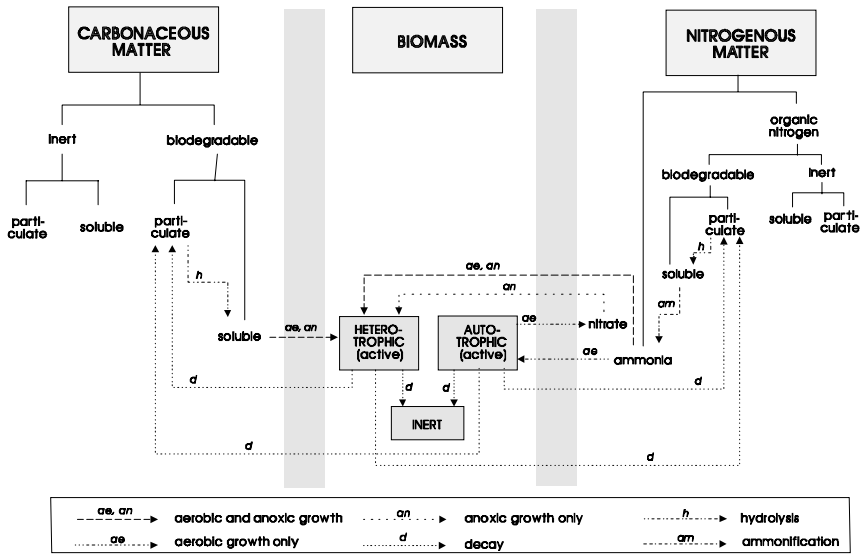 CARBONACEOUS
MATTER
BIOMASS
NITROGENOUS
MATTER
inert
biodegradable
organic
nitrogen
biodegradable
inert
parti-
culate
soluble
parti-
culate
parti-
culate
soluble
parti-
culate
h
h
soluble
ae, an
an
am
soluble
ae, an
HETERO-
TROPHIC
(active)
AUTO-
TROPHIC
(active)
ae
nitrate
ae
ammonia
d
d
d
d
INERT
d
d
ae, an
aerobic and anoxic growth
an
anoxic growth only
h
hydrolysis
ae
aerobic growth only
d
decay
am
ammonification